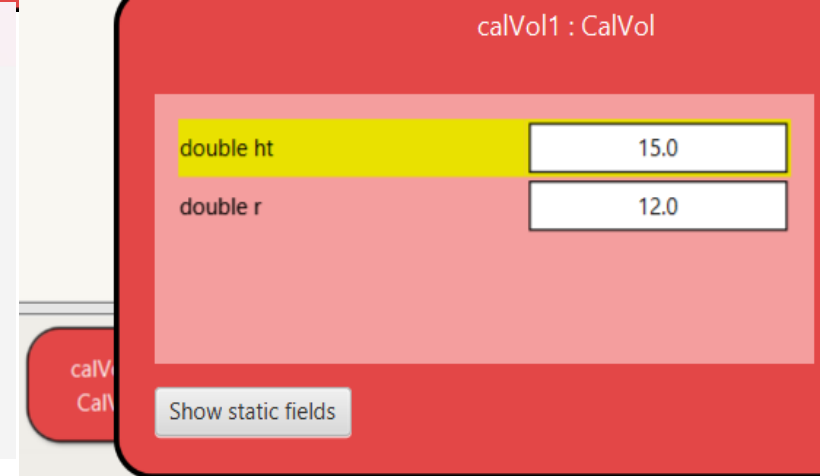 calVol1 : CalVol
double ht 15.0
double r 12.0
Show static fields